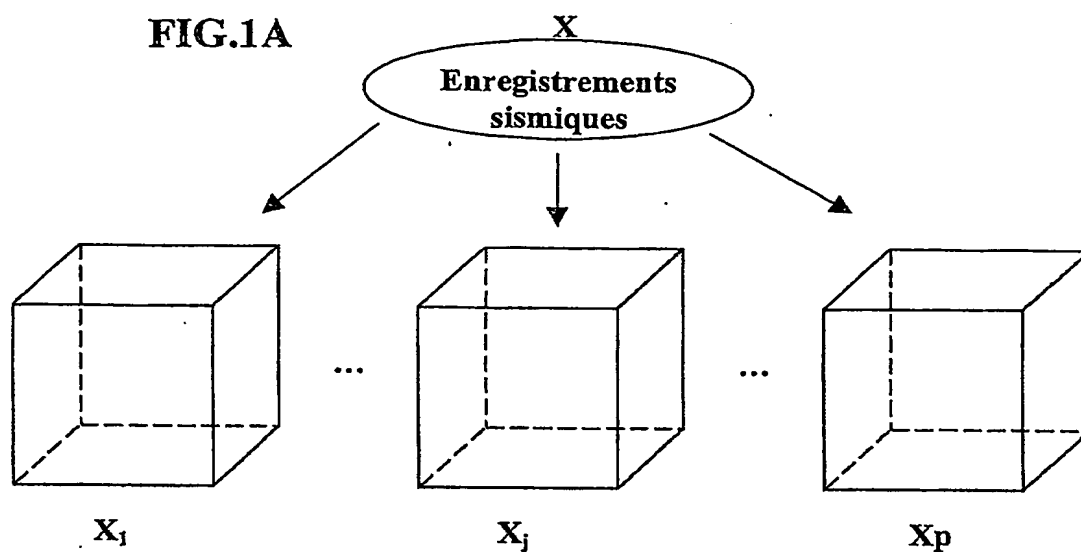 FIG.1A
X
Enregistrements
sismiques
... ...
X₁ Xⱼ Xp